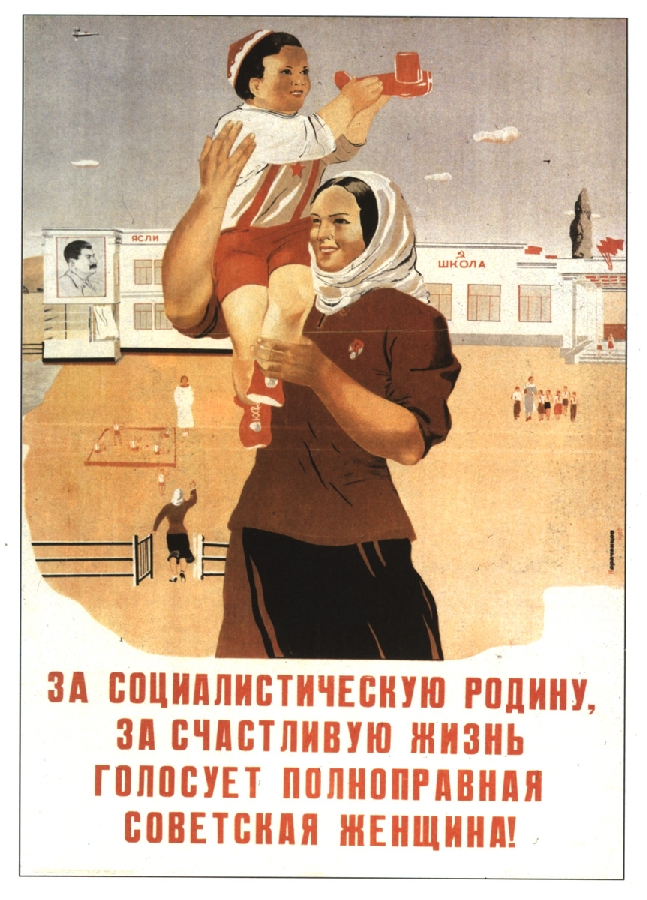 ЯСЛИ
ШКОЛА
ЗА СОЦИАЛИСТИЧЕСКУЮ РОДИНУ,
ЗА СЧАСТЛИВУЮ ЖИЗНЬ
ГОЛОСУЕТ ПОЛНОПРАВНАЯ
СОВЕТСКАЯ ЖЕНЩИНА!